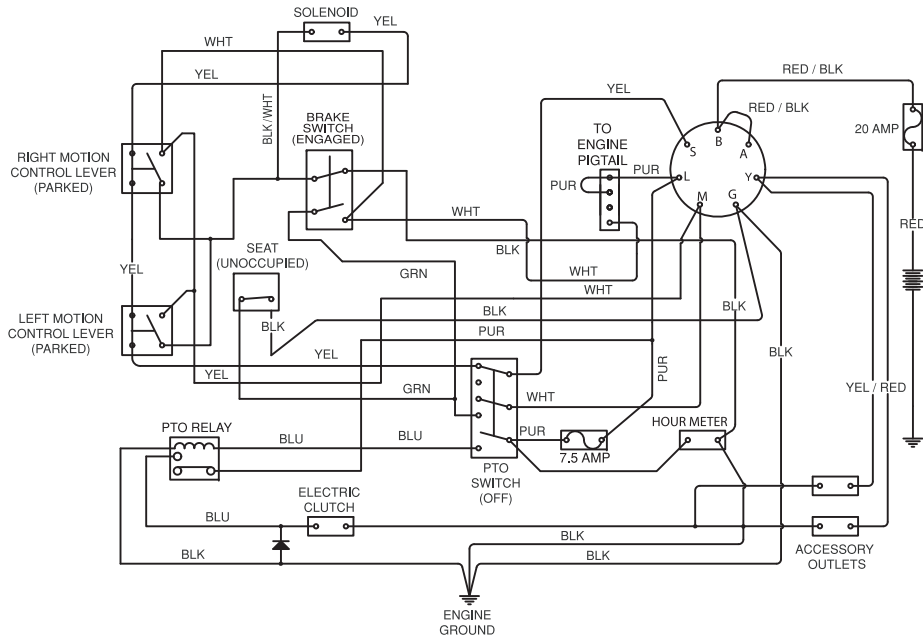 SOLENOID
YEL
WHT
YEL
RED / BLK
BLK/WHT
YEL
RED / BLK
BRAKE
SWITCH
(ENGAGED)
TO
ENGINE
PIGTAIL
S
B
A
20 AMP
RIGHT MOTION
CONTROL LEVER
(PARKED)
PUR
PUR
L
Y
M
G
WHT
RED
SEAT
(UNOCCUPIED)
BLK
YEL
GRN
WHT
WHT
BLK
BLK
LEFT MOTION
CONTROL LEVER
(PARKED)
BLK
PUR
BLK
YEL
PUR
YEL
GRN
YEL / RED
WHT
PTO RELAY
BLU
BLU
PUR
HOUR METER
7.5 AMP
PTO
SWITCH
(OFF)
ELECTRIC
CLUTCH
BLU
BLK
BLK
BLK
ACCESSORY
OUTLETS
ENGINE
GROUND